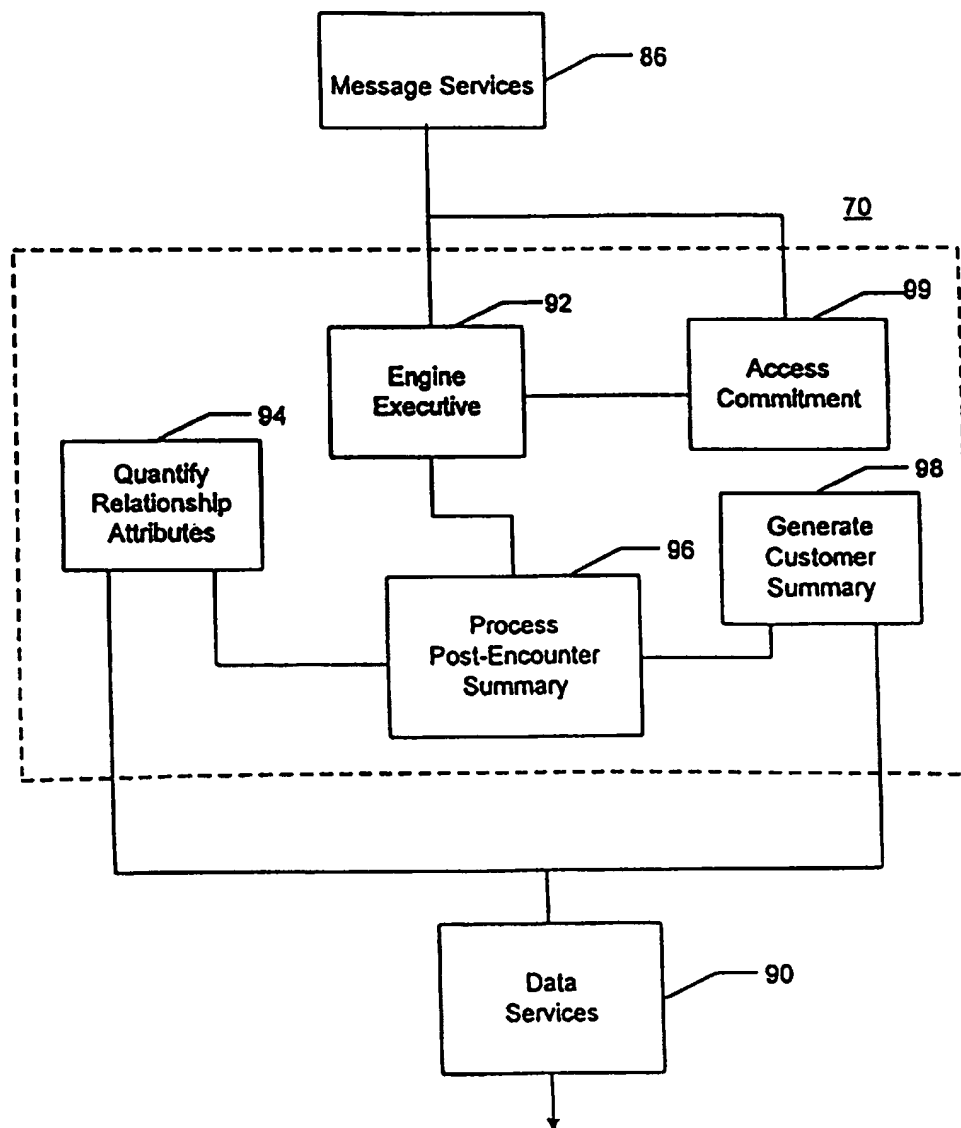 86
Message Services
70
92
99
Engine
Executive
Access
Commitment
94
98
Quantify
Relationship
Attributes
Generate
Customer
Summary
96
Process
Post-Encounter
Summary
90
Data
Services